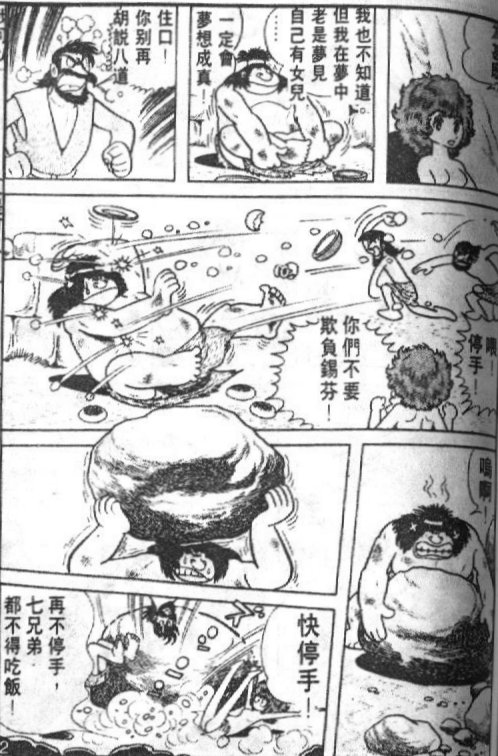 我也不知道。
但我在夢中
老是夢見
自己有女兒
……
一定會
夢想成真！
住口！
你別再
胡説八道。
噢！
停手！
你們不要
欺負錫芬！
嗚啊！
快停手！
再不停手，
七兄弟
都不得吃飯！